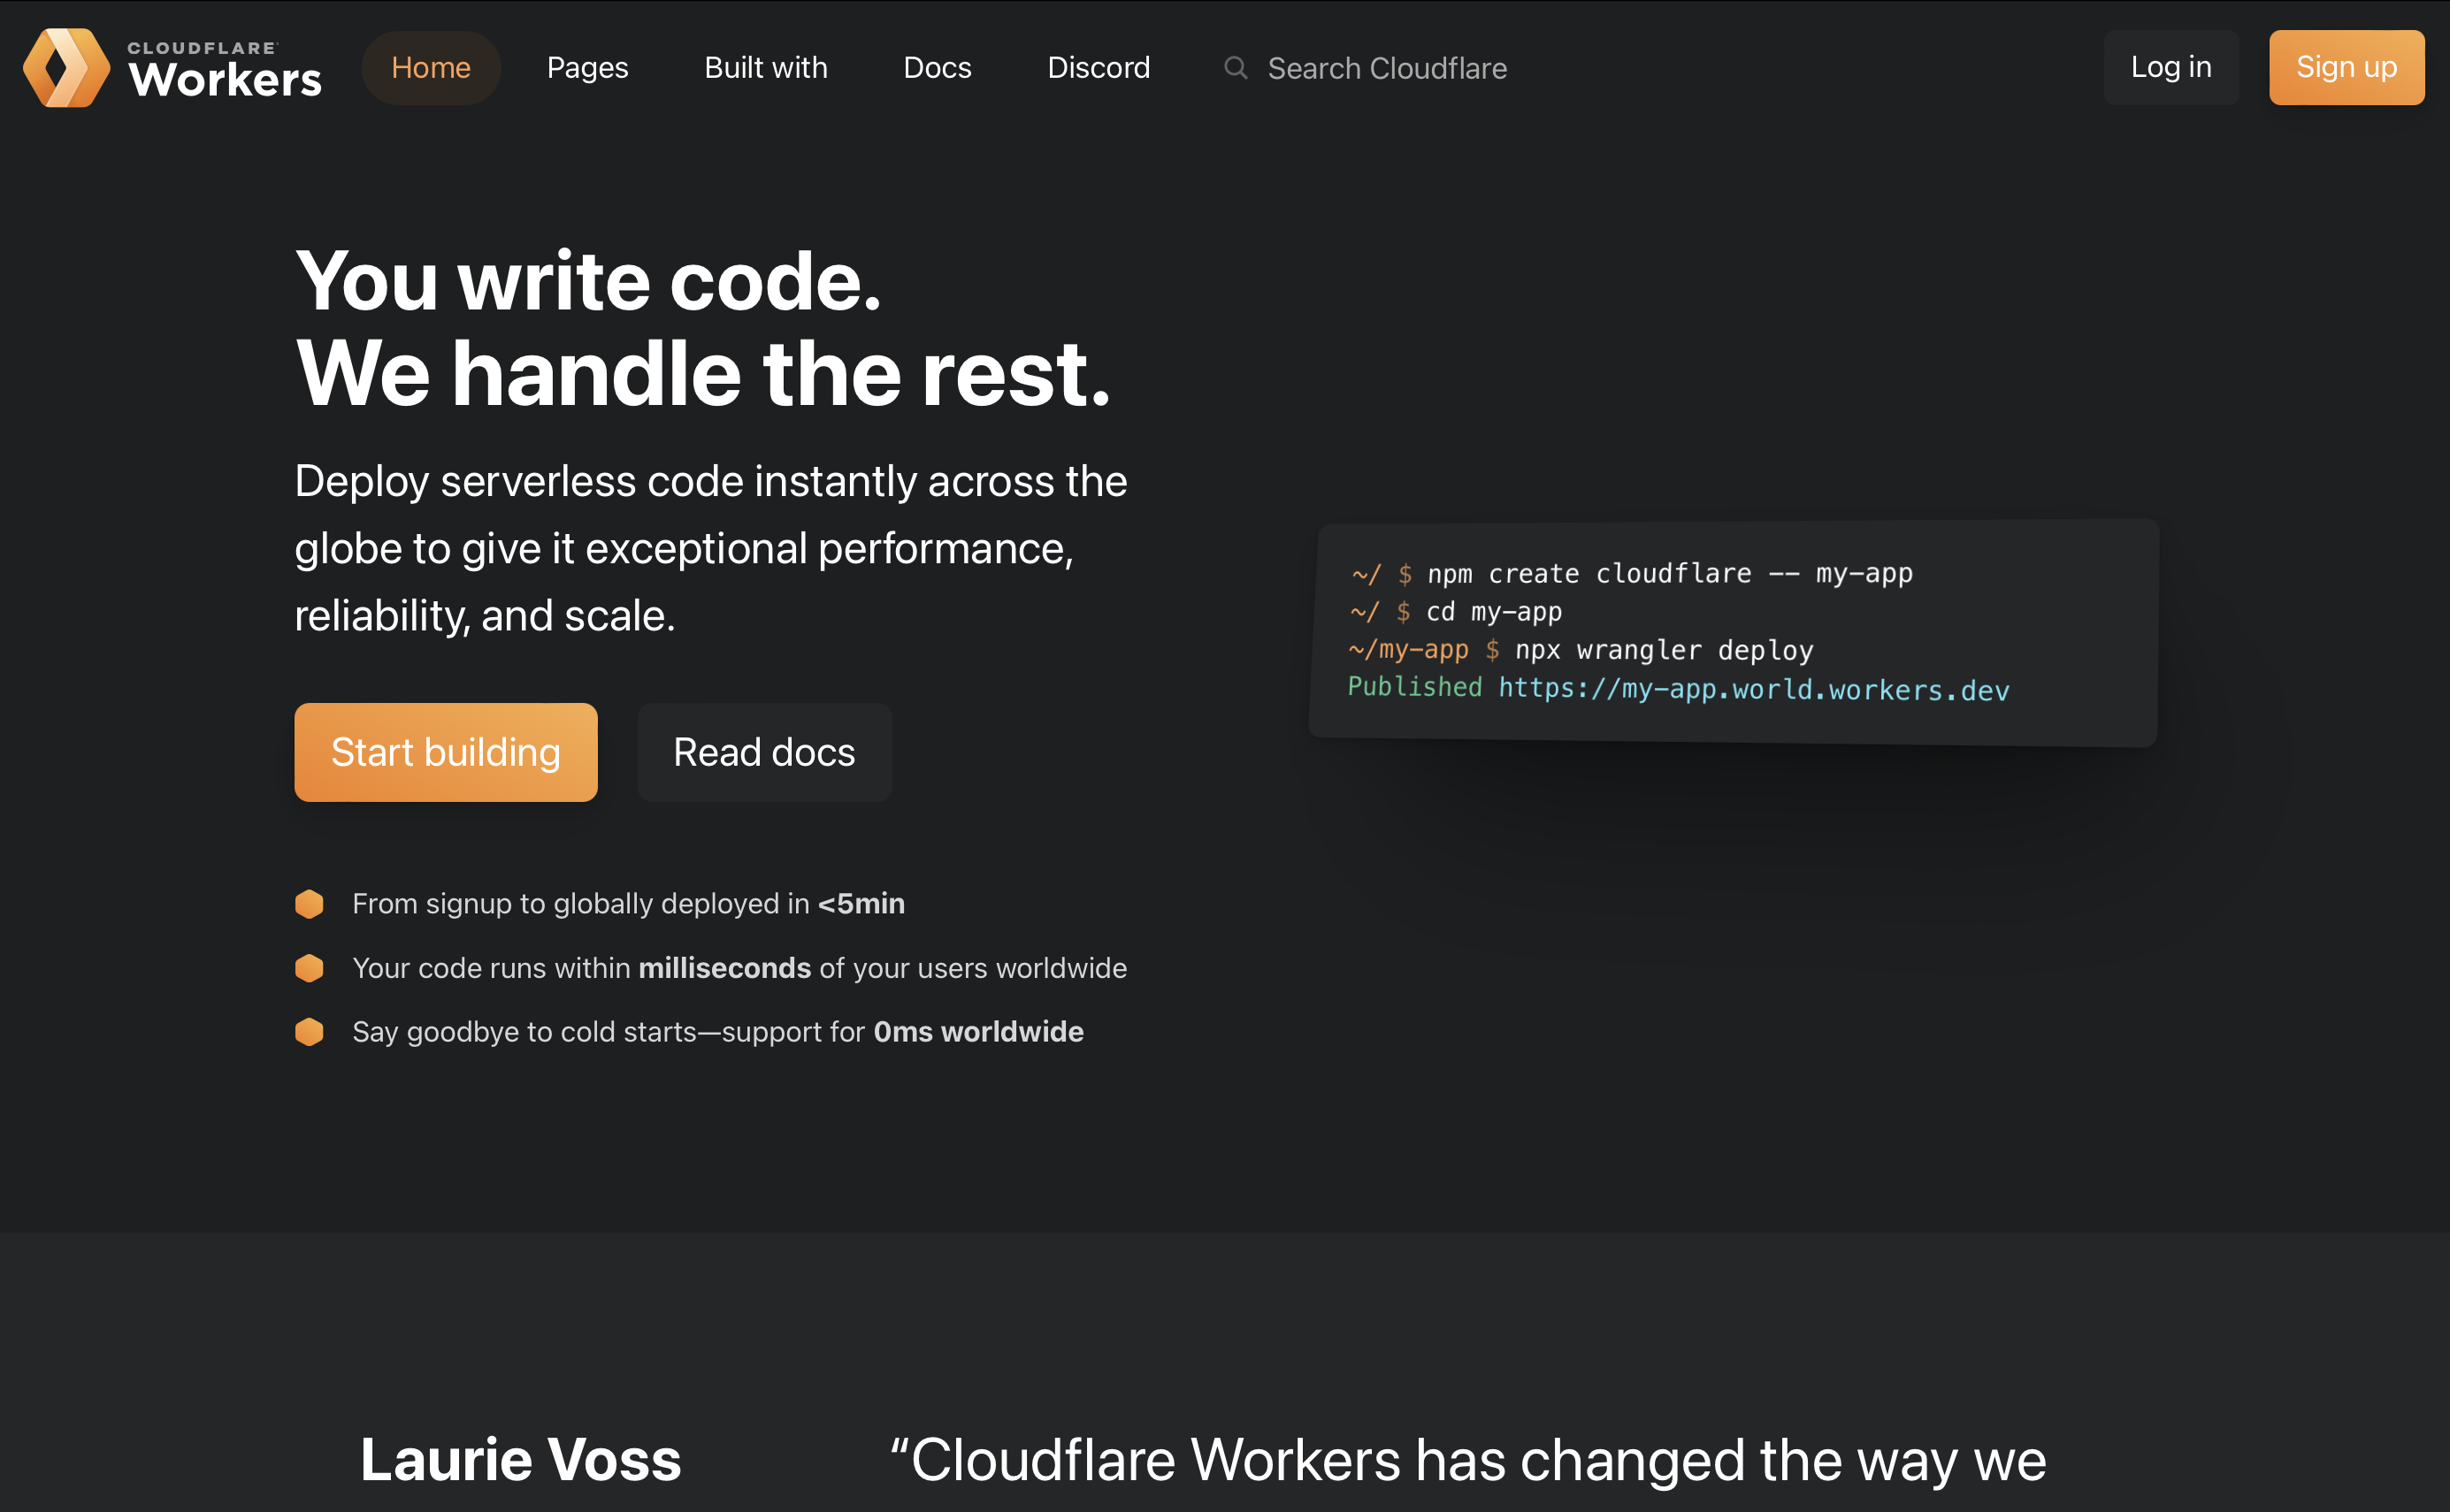 CLOUDFLARE
Workers
Home
Pages
Built with
Docs
Discord
Search Cloudflare
Log in
Sign up
You write code.
We handle the rest.
Deploy serverless code instantly across the
globe to give it exceptional performance,
reliability, and scale.
Start building
Read docs
From signup to globally deployed in <5min
Your code runs within milliseconds of your users worldwide
Say goodbye to cold starts—support for 0ms worldwide
~/ $ npm create cloudflare -- my-app
~/ $ cd my-app
~/my-app $ npx wrangler deploy
Published https://my-app.world.workers.dev
Laurie Voss
“Cloudflare Workers has changed the way we